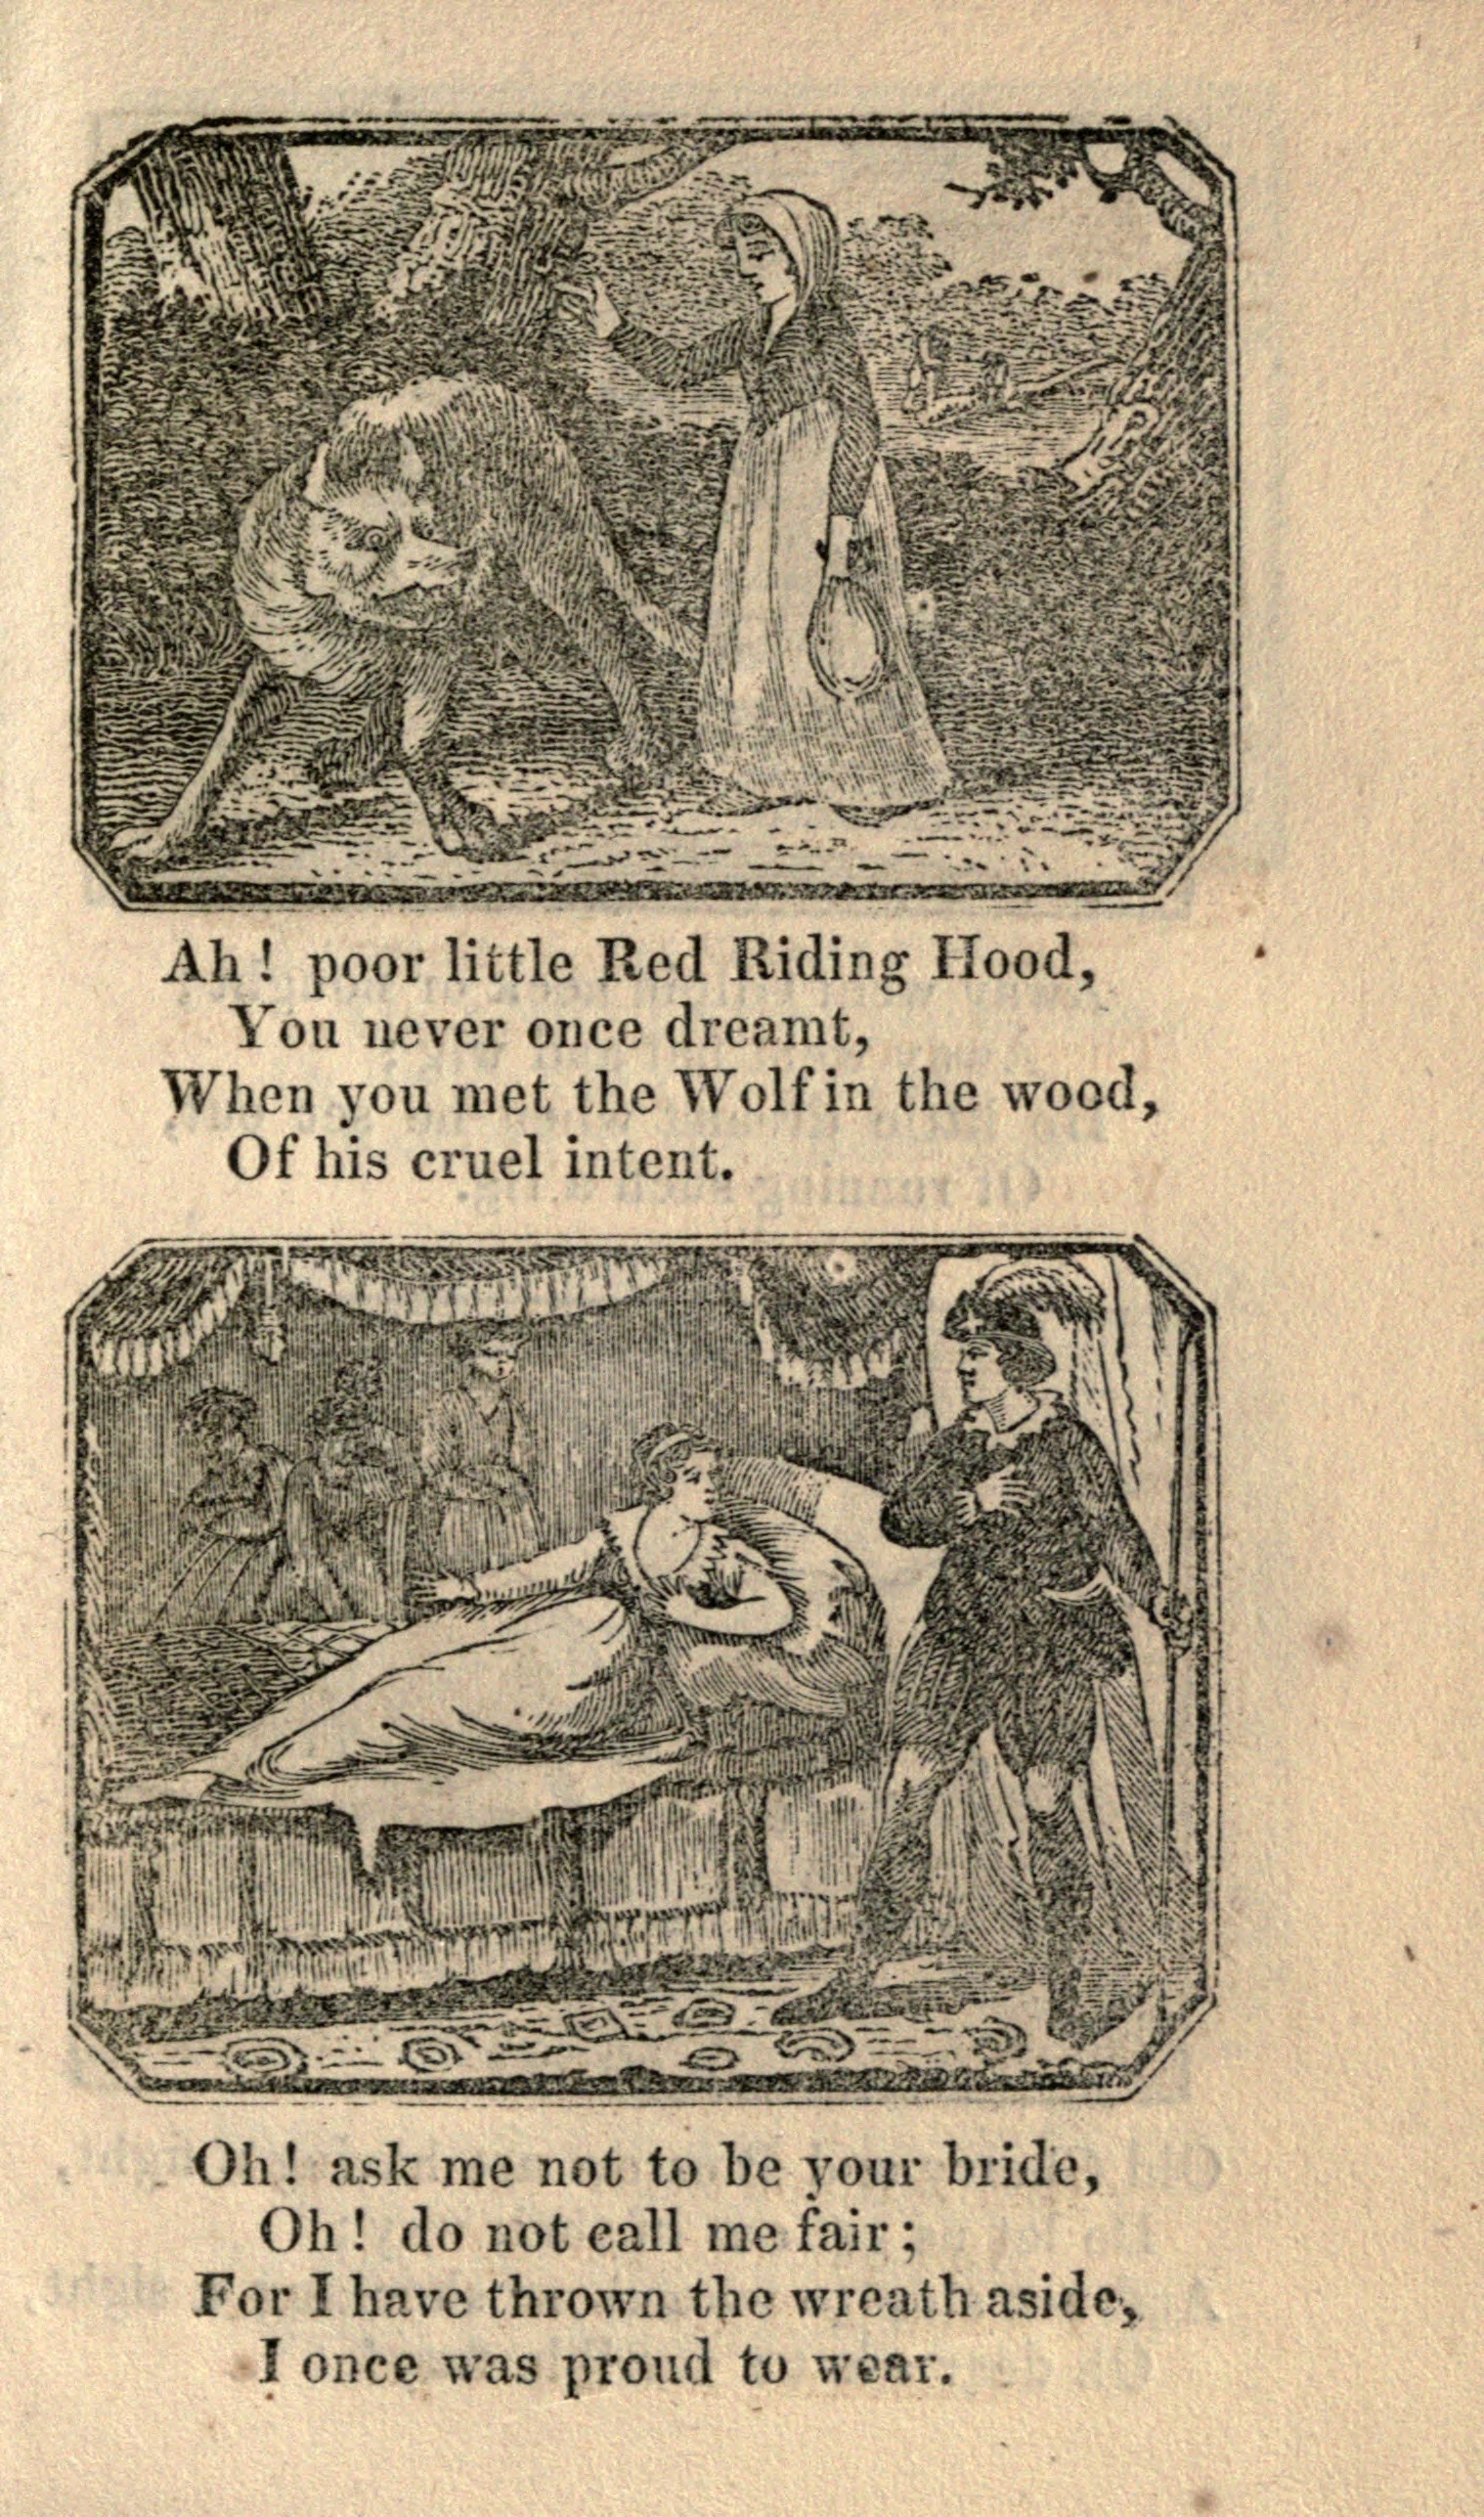 Ah! poor little Red Riding Hood,
You never once dreamt,
When you met the Wolf in the wood,
Of his cruel intent.
Oh! ask me not to be your bride,
Oh! do not call me fair;
For I have thrown the wreath aside,
I once was proud to wear.